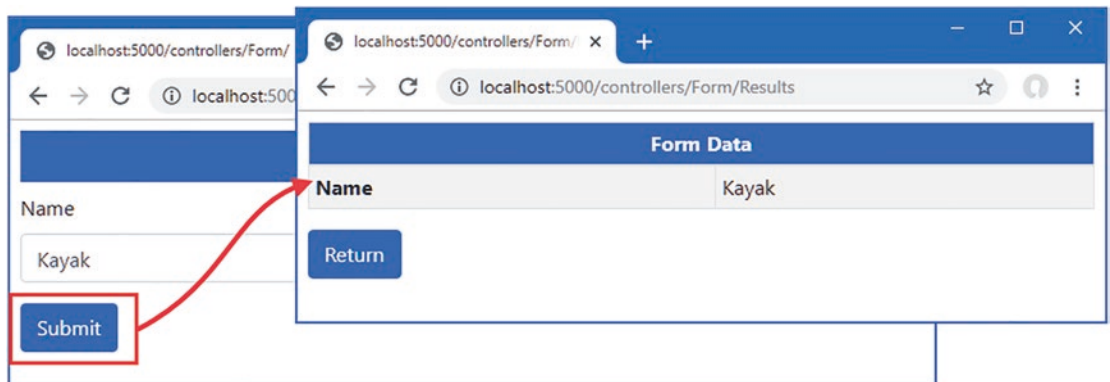 localhost:5000/controllers/Form/
localhost:500
Name
Kayak
Submit
localhost:5000/controllers/Form/
localhost:5000/controllers/Form/Results
Form Data
Name Kayak
Return